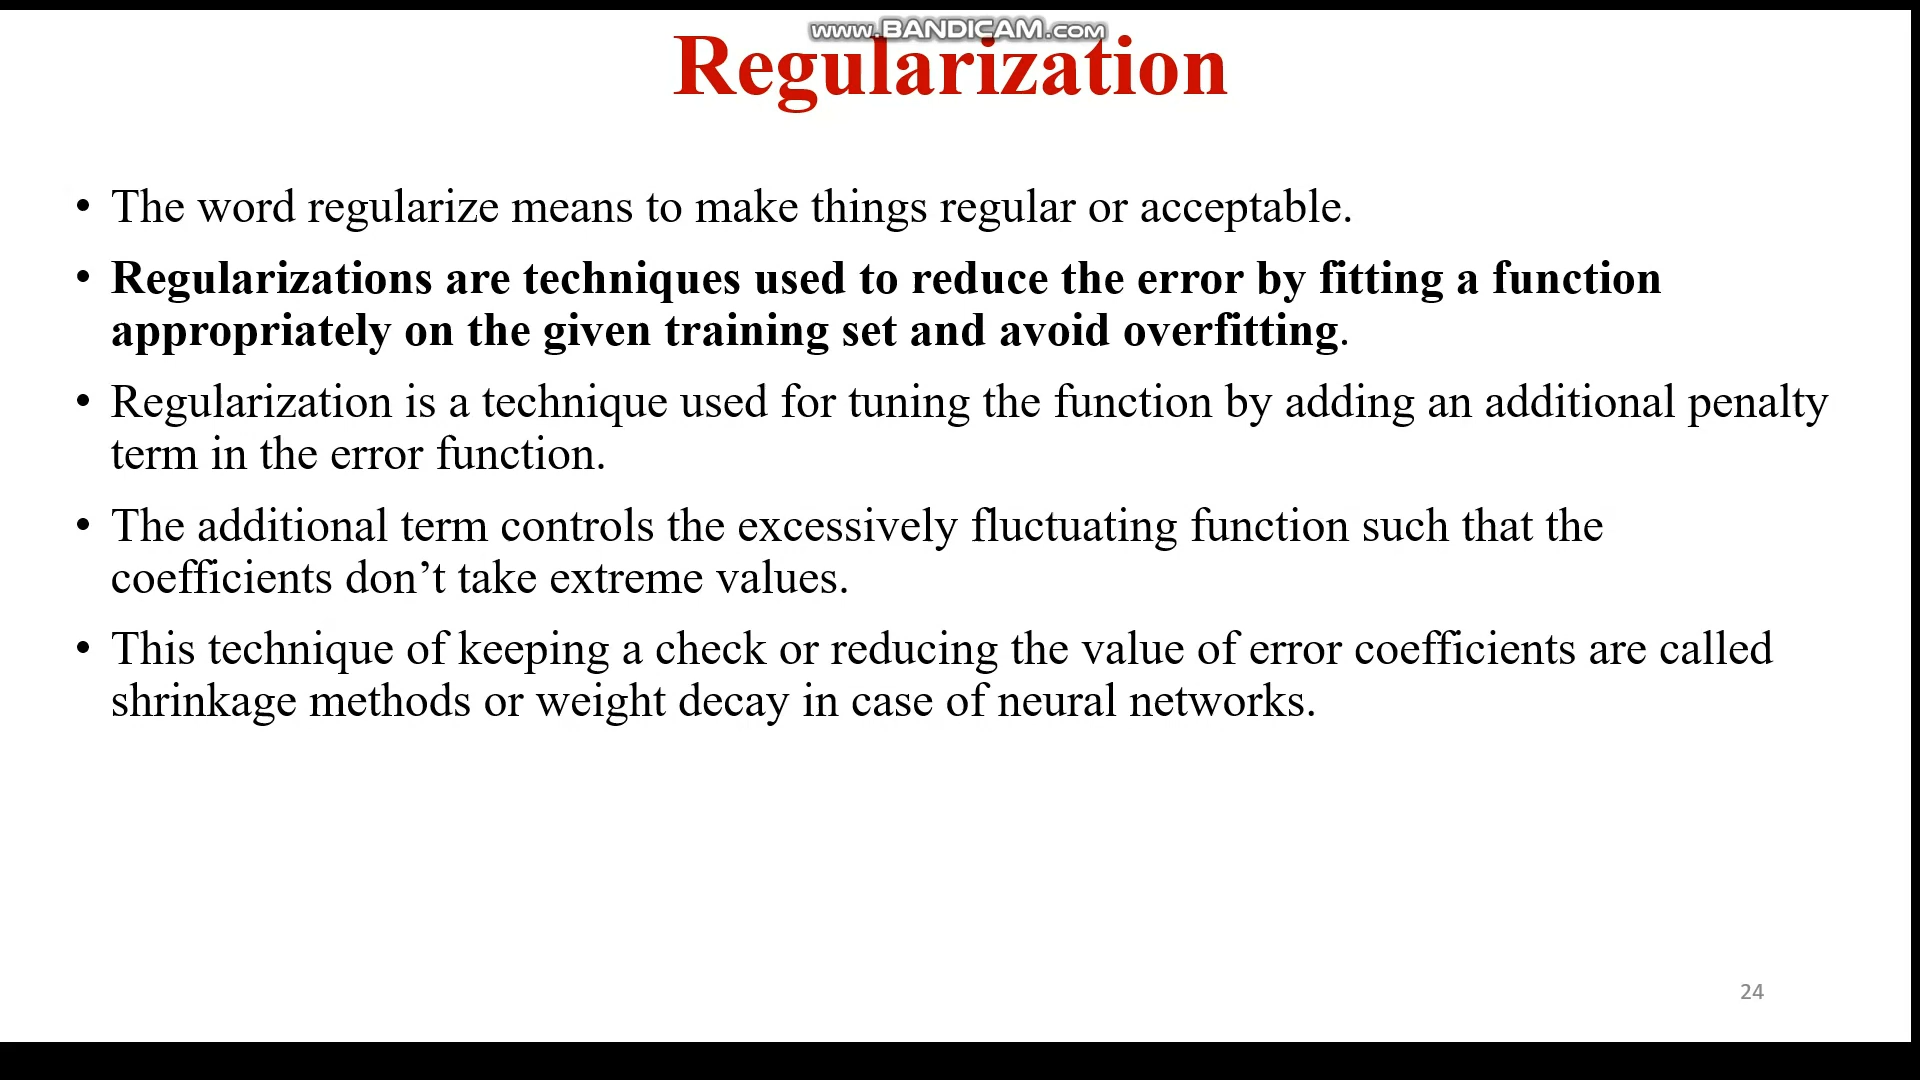 www.BANDICAM.com
Regularization
• The word regularize means to make things regular or acceptable.
• Regularizations are techniques used to reduce the error by fitting a function
appropriately on the given training set and avoid overfitting.
• Regularization is a technique used for tuning the function by adding an additional penalty
term in the error function.
• The additional term controls the excessively fluctuating function such that the
coefficients don’t take extreme values.
• This technique of keeping a check or reducing the value of error coefficients are called
shrinkage methods or weight decay in case of neural networks.
24